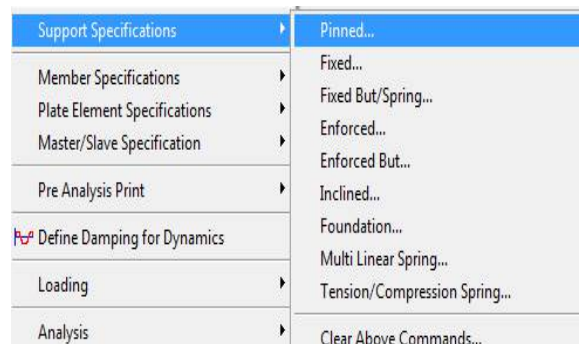 Support Specifications
Member Specifications
Plate Element Specifications
Master/Slave Specification
Pre Analysis Print
Define Damping for Dynamics
Loading
Analysis
Pinned...
Fixed...
Fixed But/Spring...
Enforced...
Enforced But...
Inclined...
Foundation...
Multi Linear Spring...
Tension/Compression Spring...
Clear Above Commands...